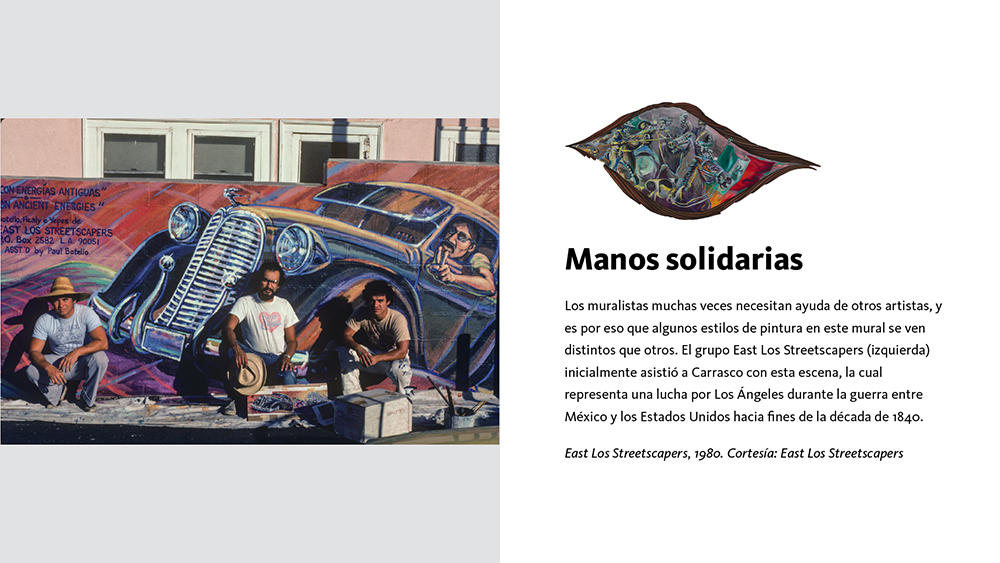 CON ENERGÍAS ANTIGUAS"
ON ANCIENT ENERGIES"
Botello, Healy e Yepes de
EAST LOS STREETSCAPERS
P.O. Box 2582 L.A. 90051
ASST'D by Paul Botello
Manos solidarias
Los muralistas muchas veces necesitan ayuda de otros artistas, y
es por eso que algunos estilos de pintura en este mural se ven
distintos que otros. El grupo East Los Streetscapers (izquierda)
inicialmente asistió a Carrasco con esta escena, la cual
representa una lucha por Los Ángeles durante la guerra entre
México y los Estados Unidos hacia fines de la década de 1840.
East Los Streetscapers, 1980. Cortesía: East Los Streetscapers